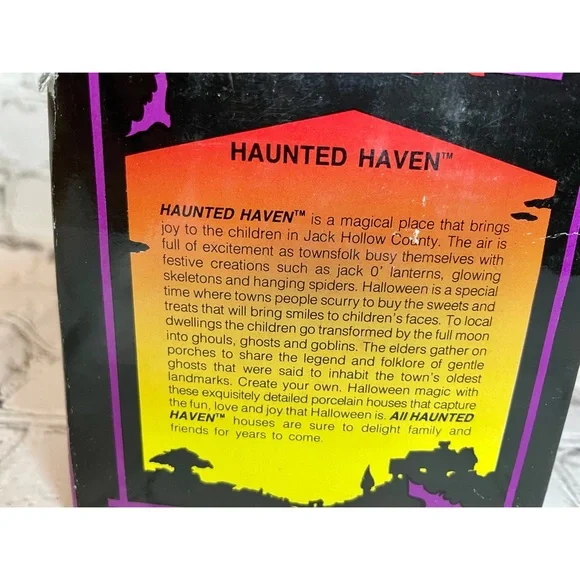 HAUNTED HAVEN™
HAUNTED HAVEN™ is a magical place that brings
joy to the children in Jack Hollow County. The air is
full of excitement as townsfolk busy themselves with
festive creations such as jack O' lanterns, glowing
skeletons and hanging spiders. Halloween is a special
time where towns people scurry to buy the sweets and
treats that will bring smiles to children's faces. To local
dwellings the children go transformed by the full moon
into ghouls, ghosts and goblins. The elders gather on
porches to share the legend and folklore of gentle
ghosts that were said to inhabit the town's oldest
landmarks. Create your own. Halloween magic with
these exquisitely detailed porcelain houses that capture
the fun, love and joy that Halloween is. All HAUNTED
HAVEN™ houses are sure to delight family and
friends for years to come.